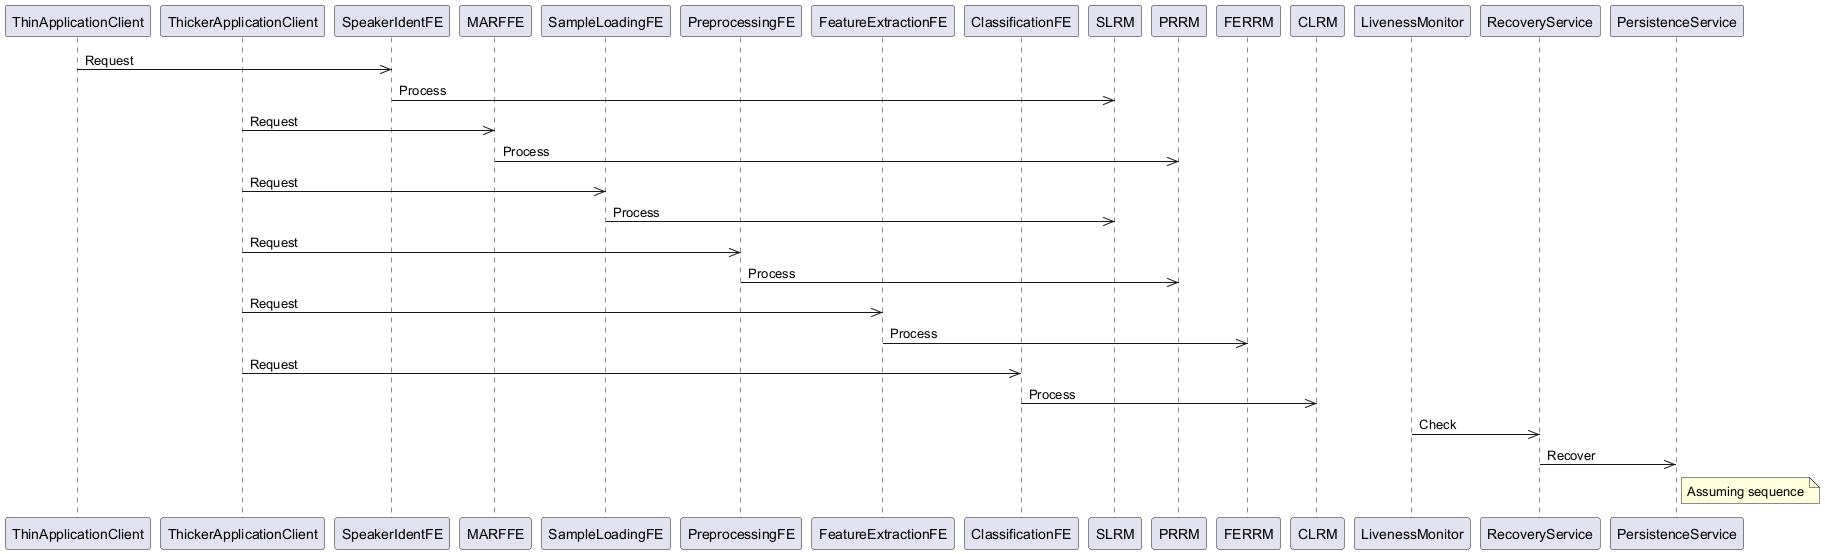 ThinApplicationClient ThickerApplicationClient SpeakerIdentFE MARFFE SampleLoadingFE PreprocessingFE FeatureExtractionFE ClassificationFE SLRM PRRM FERRM CLRM LivenessMonitor RecoveryService PersistenceService
Request
Process
Request
Process
Request
Process
Request
Process
Request
Process
Request
Process
Check
Recover
Assuming sequence
ThinApplicationClient ThickerApplicationClient SpeakerIdentFE MARFFE SampleLoadingFE PreprocessingFE FeatureExtractionFE ClassificationFE SLRM PRRM FERRM CLRM LivenessMonitor RecoveryService PersistenceService